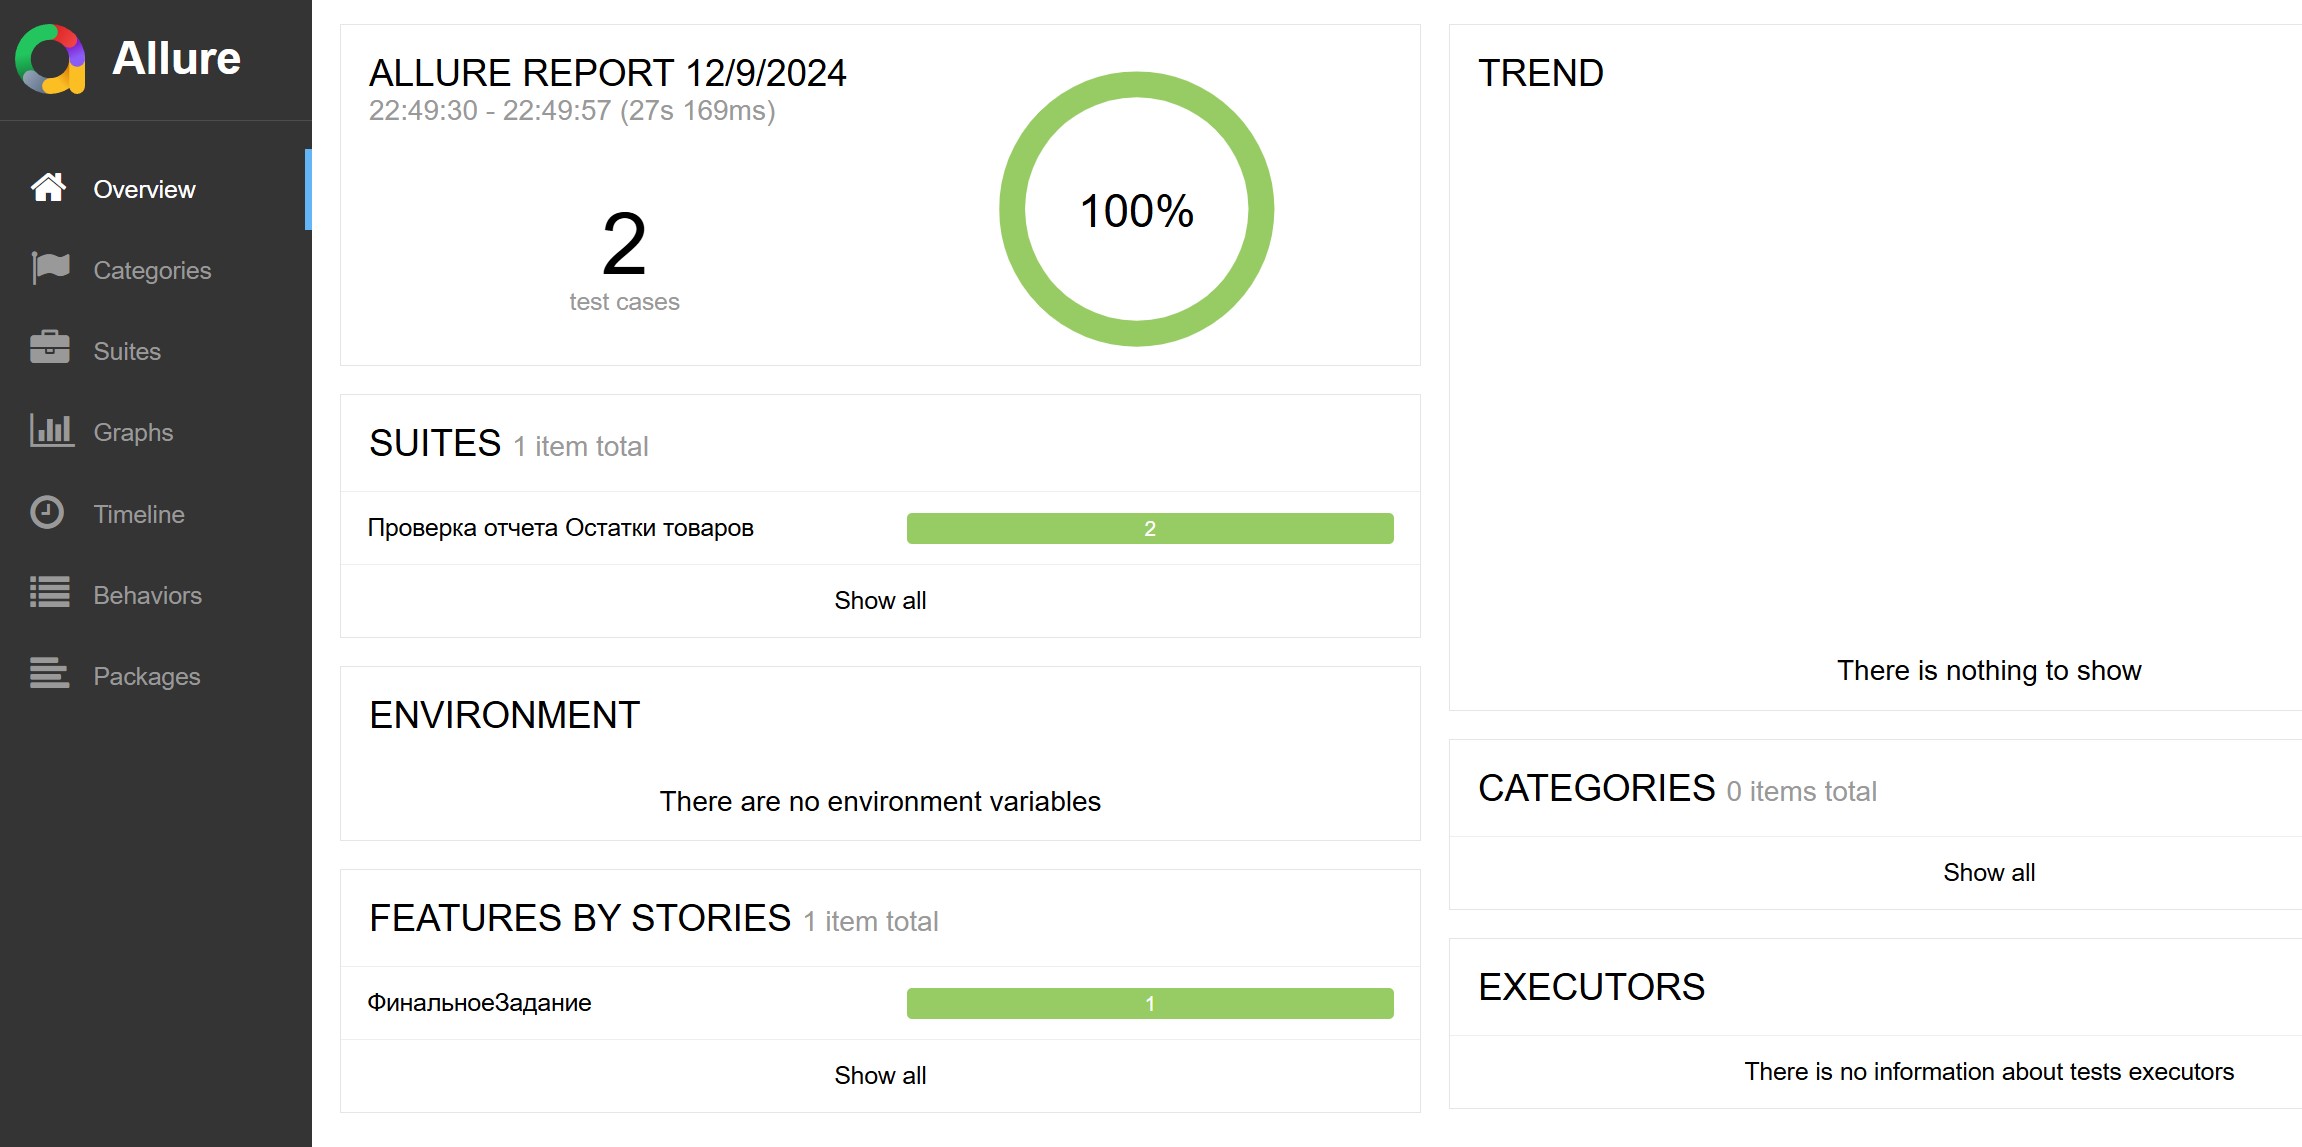 Allure
Overview
Categories
Suites
Graphs
Timeline
Behaviors
Packages
ALLURE REPORT 12/9/2024
22:49:30 - 22:49:57 (27s 169ms)
2
test cases
100%
SUITES 1 item total
Проверка отчета Остатки товаров 2
Show all
ENVIRONMENT
There are no environment variables
FEATURES BY STORIES 1 item total
ФинальноеЗадание 1
Show all
TREND
There is nothing to show
CATEGORIES 0 items total
Show all
EXECUTORS
There is no information about tests executors